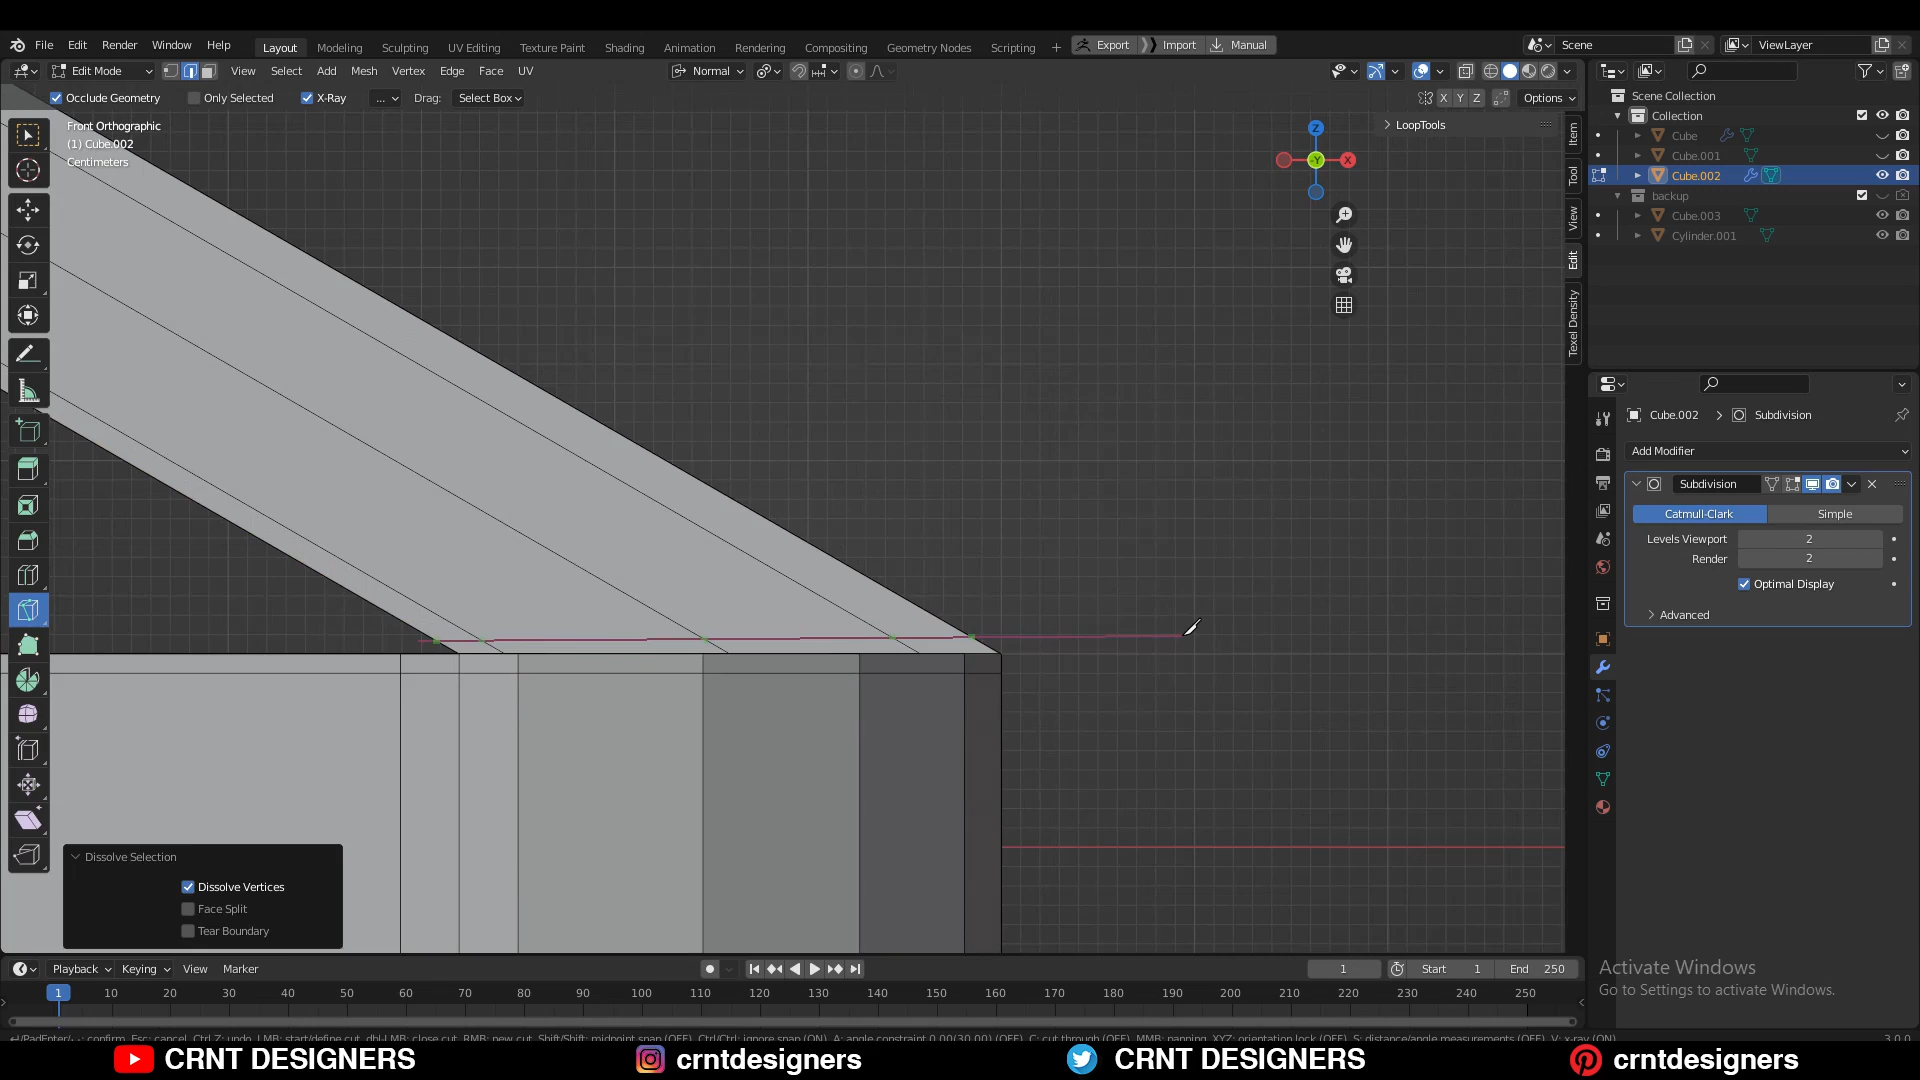 File Edit Render Window Help Layout Modeling Sculpting UV Editing Texture Paint Shading Animation Rendering Compositing Geometry Nodes Scripting + Export Import Manual Scene ViewLayer
Edit Mode View Select Add Mesh Vertex Edge Face UV Normal
Occlude Geometry Only Selected X-Ray ... Drag: Select Box X Y Z Options
Front Orthographic
(1) Cube.002
Centimeters
LoopTools
Z
Y
X
Item
Tool
View
Edit
Texel Density
Scene Collection
Collection
Cube
Cube.001
Cube.002
backup
Cube.003
Cylinder.001
Cube.002 > Subdivision
Add Modifier
Subdivision
Catmull-Clark Simple
Levels Viewport 2
Render 2
Optimal Display
Advanced
Dissolve Selection
Dissolve Vertices
Face Split
Tear Boundary
Activate Windows
Go to Settings to activate Windows.
Playback Keying View Marker 1 Start 1 End 250
1 10 20 30 40 50 60 70 80 90 100 110 120 130 140 150 160 170 180 190 200 210 220 230 240 250
CRNT DESIGNERS crntdesigners CRNT DESIGNERS crntdesigners